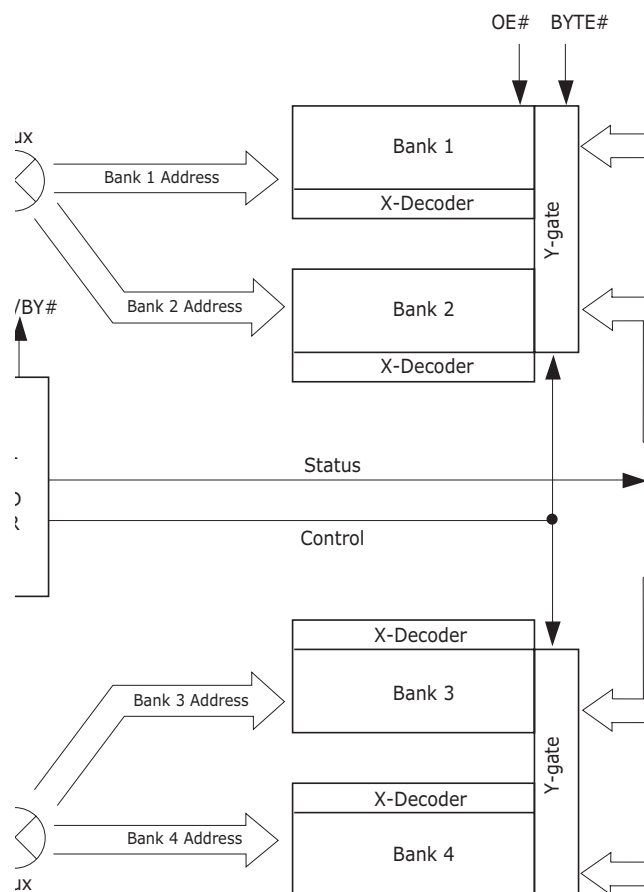 OE# BYTE#
Bank 1
Bank 1 Address
X-Decoder
Y-gate
Bank 2 Address
Bank 2
/BY#
X-Decoder
Status
Control
X-Decoder
Bank 3 Address
Bank 3
Y-gate
X-Decoder
Bank 4 Address
Bank 4